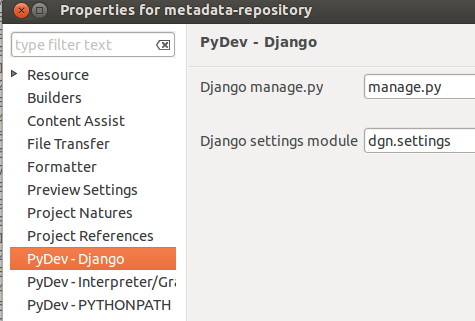 Properties for metadata-repository
type filter text
Resource
Builders
Content Assist
File Transfer
Formatter
Preview Settings
Project Natures
Project References
PyDev - Django
PyDev - Interpreter/Gra
PyDev - PYTHONPATH
PyDev - Django
Django manage.py manage.py
Django settings module dgn.settings